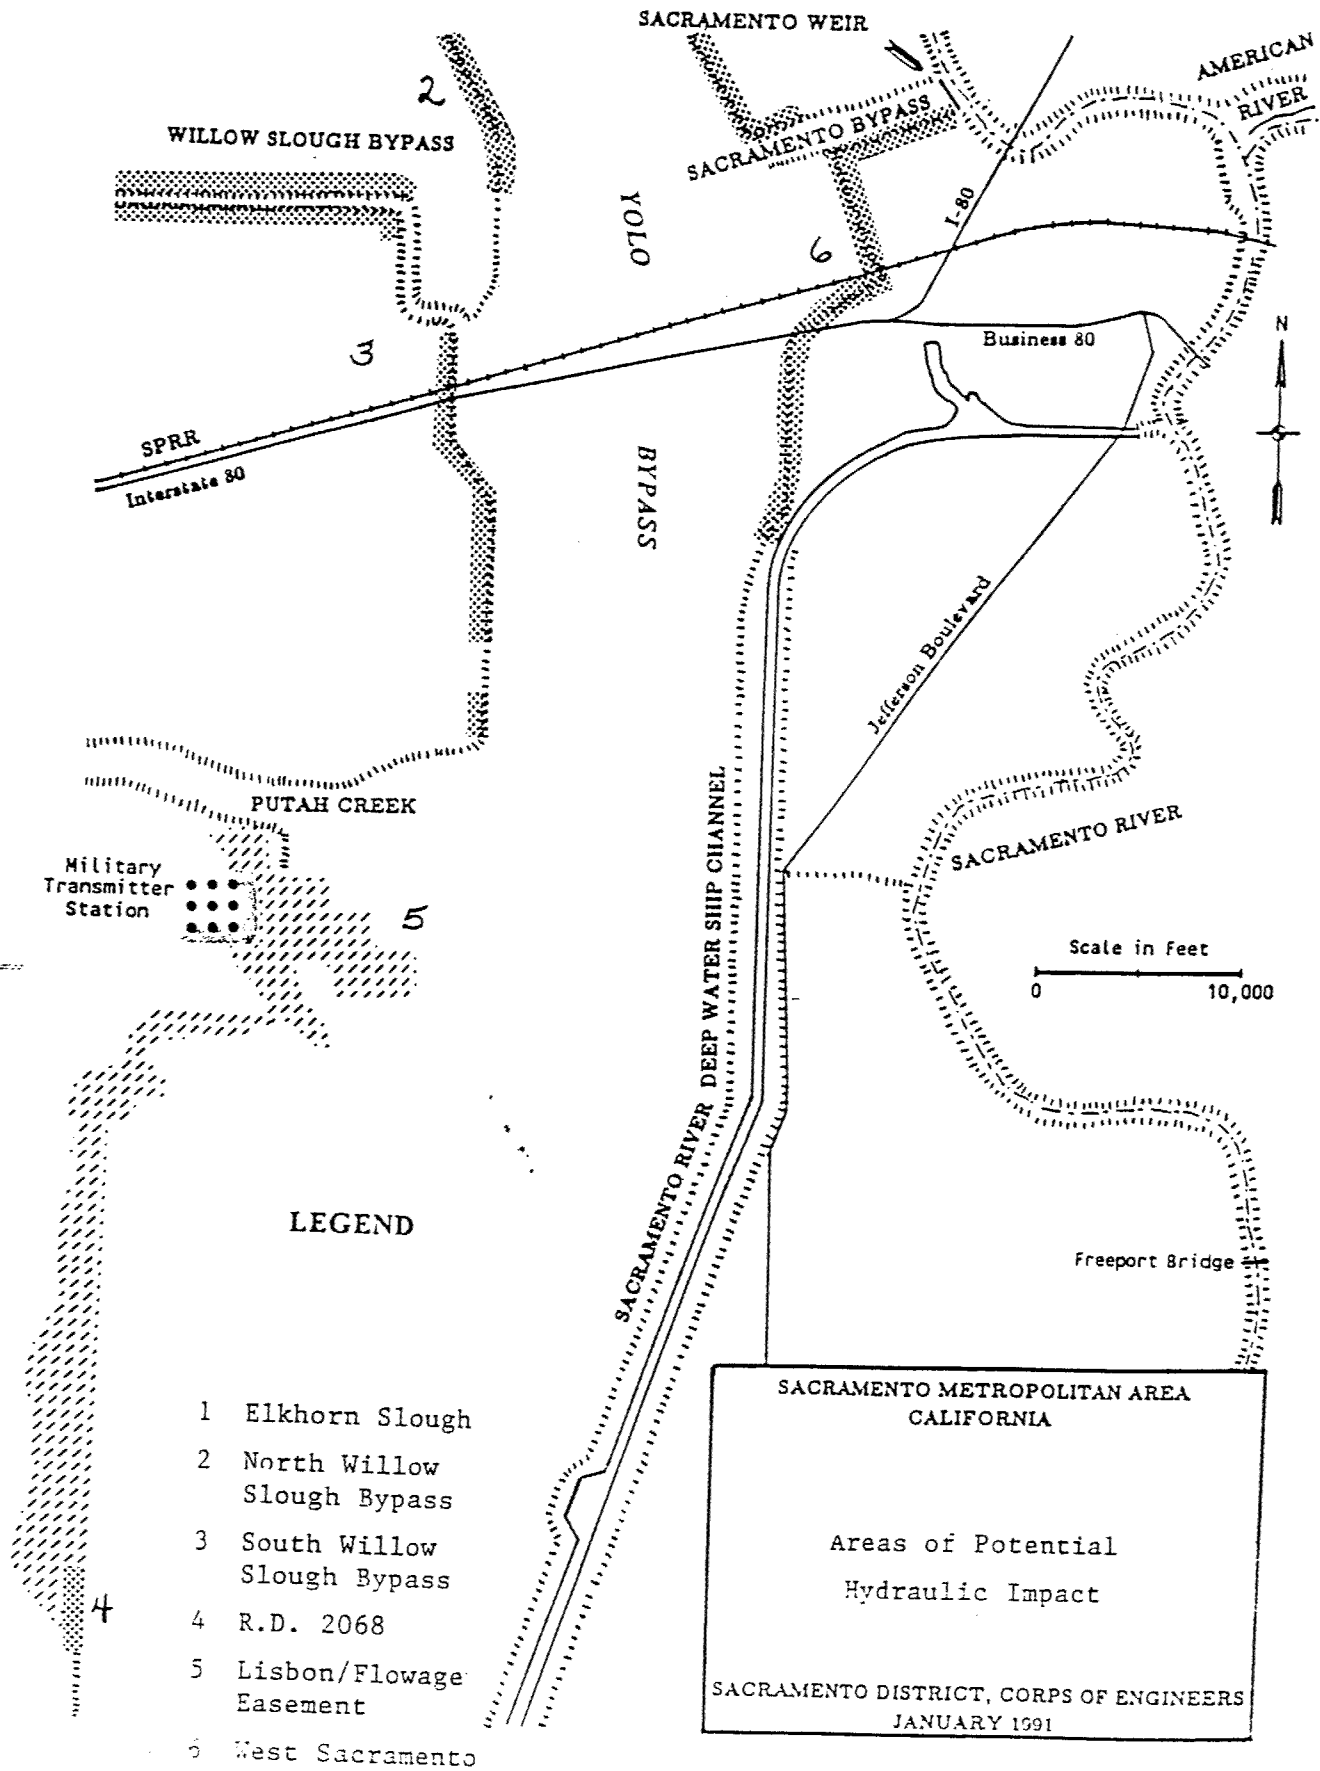 SACRAMENTO WEIR
AMERICAN
RIVER
2
WILLOW SLOUGH BYPASS
SACRAMENTO BYPASS
YOLO
I-80
6
3
Business 80
N
SPRR
Interstate 80
BYPASS
Jefferson Boulevard
PUTAH CREEK
SACRAMENTO RIVER
Military
Transmitter
Station
5
SACRAMENTO RIVER DEEP WATER SHIP CHANNEL
Scale in Feet
0 10,000
LEGEND
Freeport Bridge
1 Elkhorn Slough
2 North Willow
Slough Bypass
3 South Willow
Slough Bypass
4
4 R.D. 2068
5 Lisbon/Flowage
Easement
6 West Sacramento
SACRAMENTO METROPOLITAN AREA
CALIFORNIA
Areas of Potential
Hydraulic Impact
SACRAMENTO DISTRICT, CORPS OF ENGINEERS
JANUARY 1991